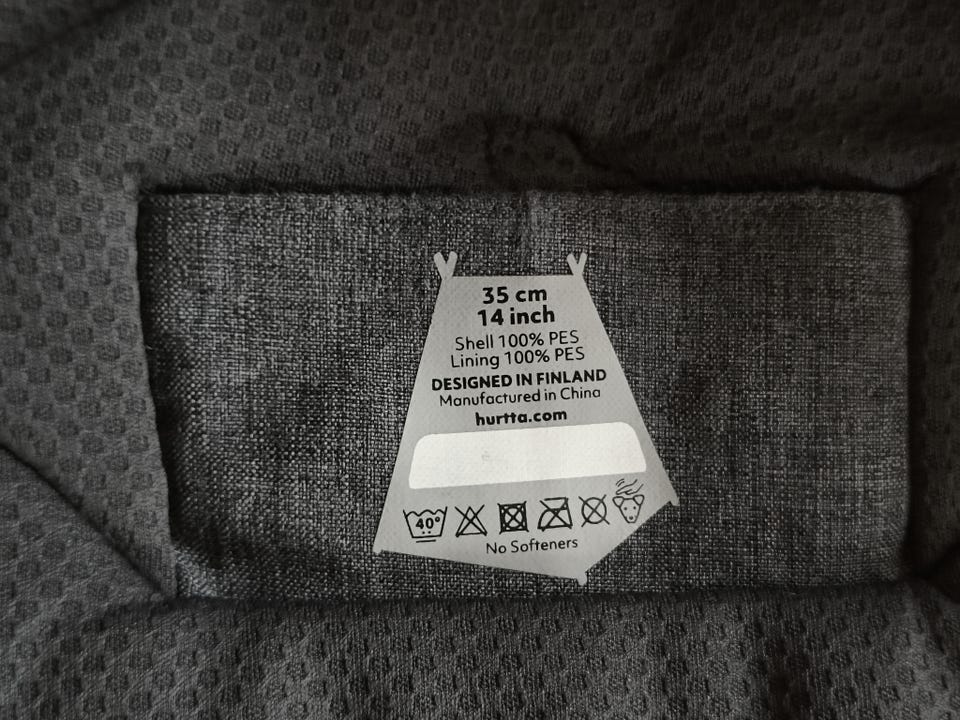 35 cm
14 inch
Shell 100% PES
Lining 100% PES
DESIGNED IN FINLAND
Manufactured in China
hurtta.com
40°
No Softeners